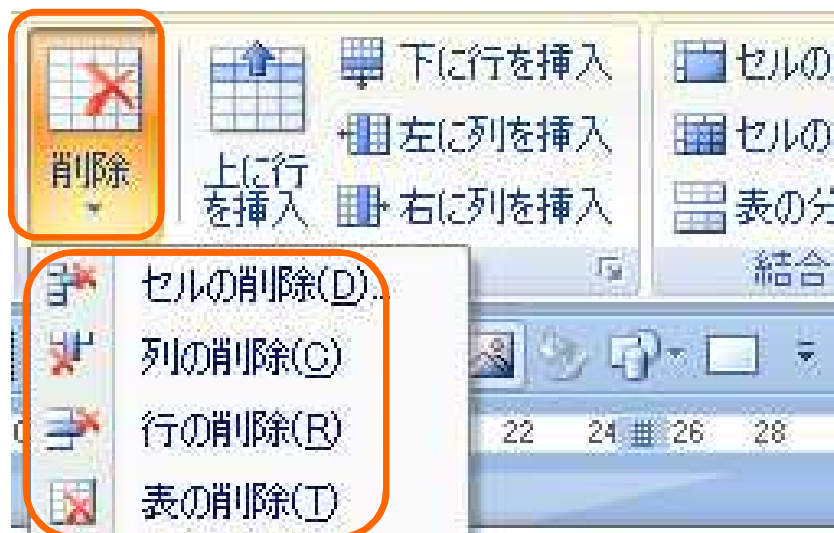 削除
上に行
を挿入
下に行を挿入
左に列を挿入
右に列を挿入
セルの
セルの
表の分
結合
セルの削除(D)...
列の削除(C)
行の削除(R)
表の削除(T)
22 24 26 28